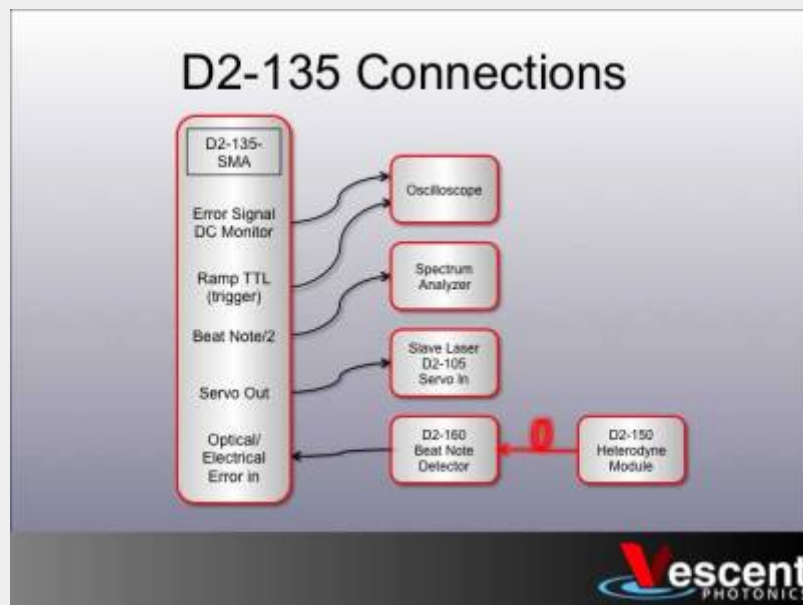 D2-135 Connections
D2-135-
SMA
Error Signal
DC Monitor
Ramp TTL
(trigger)
Beat Note/2
Servo Out
Optical/
Electrical
Error in
Oscilloscope
Spectrum
Analyzer
Slave Laser
D2-105
Servo In
D2-160
Beat Note
Detector
D2-150
Heterodyne
Module
Vescent
PHOTONICS